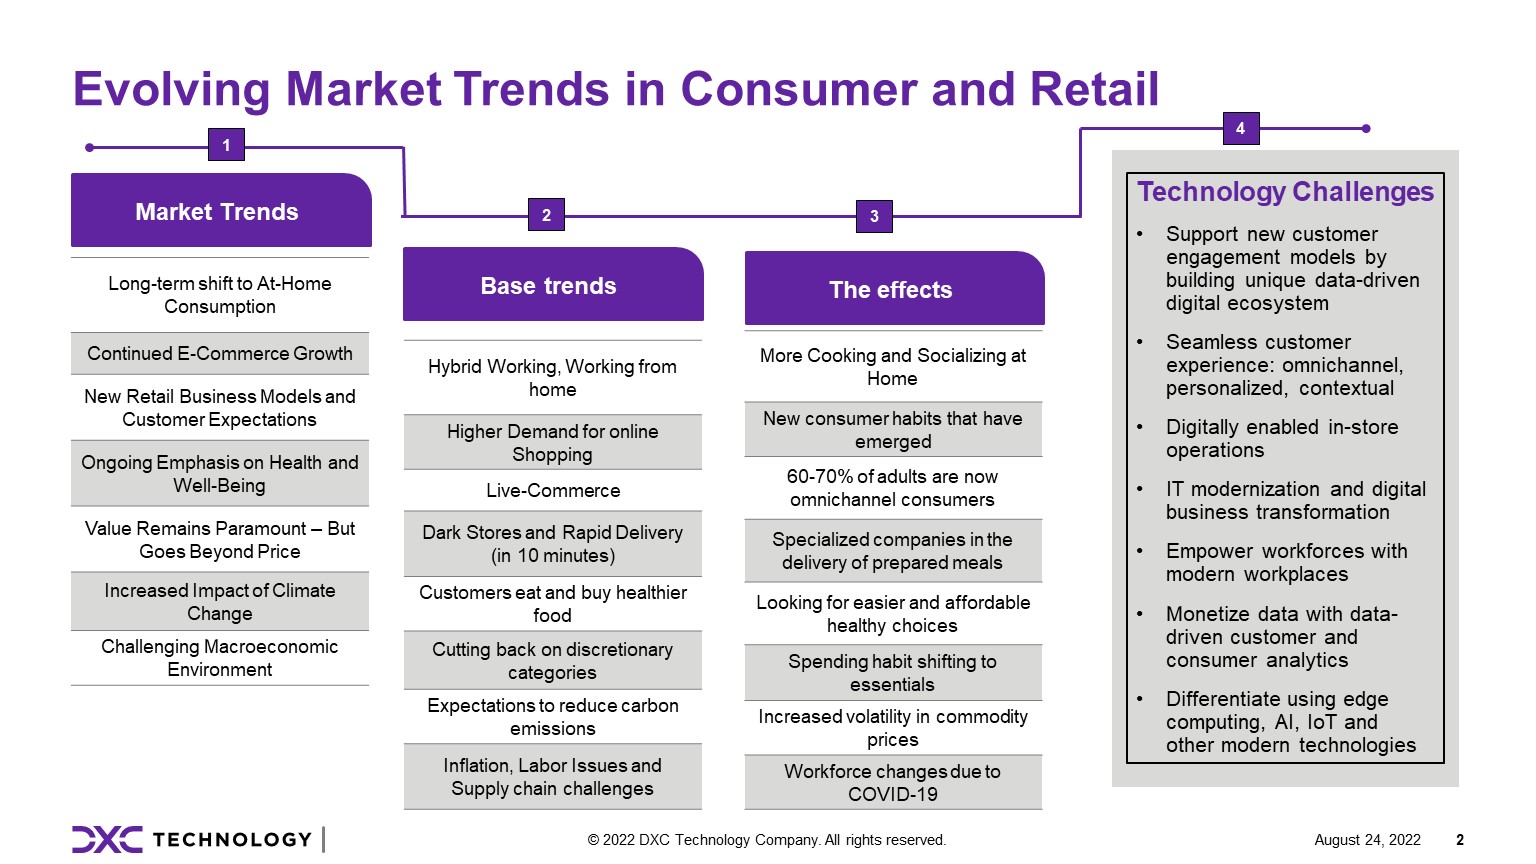 Evolving Market Trends in Consumer and Retail
1
Market Trends
Long-term shift to At-Home
Consumption
Continued E-Commerce Growth
New Retail Business Models and
Customer Expectations
Ongoing Emphasis on Health and
Well-Being
Value Remains Paramount – But
Goes Beyond Price
Increased Impact of Climate
Change
Challenging Macroeconomic
Environment
2
Base trends
Hybrid Working, Working from
home
Higher Demand for online
Shopping
Live-Commerce
Dark Stores and Rapid Delivery
(in 10 minutes)
Customers eat and buy healthier
food
Cutting back on discretionary
categories
Expectations to reduce carbon
emissions
Inflation, Labor Issues and
Supply chain challenges
3
The effects
More Cooking and Socializing at
Home
New consumer habits that have
emerged
60-70% of adults are now
omnichannel consumers
Specialized companies in the
delivery of prepared meals
Looking for easier and affordable
healthy choices
Spending habit shifting to
essentials
Increased volatility in commodity
prices
Workforce changes due to
COVID-19
4
Technology Challenges
• Support new customer
engagement models by
building unique data-driven
digital ecosystem
• Seamless customer
experience: omnichannel,
personalized, contextual
• Digitally enabled in-store
operations
• IT modernization and digital
business transformation
• Empower workforces with
modern workplaces
• Monetize data with data-
driven customer and
consumer analytics
• Differentiate using edge
computing, AI, IoT and
other modern technologies
DXC TECHNOLOGY
© 2022 DXC Technology Company. All rights reserved.
August 24, 2022 2